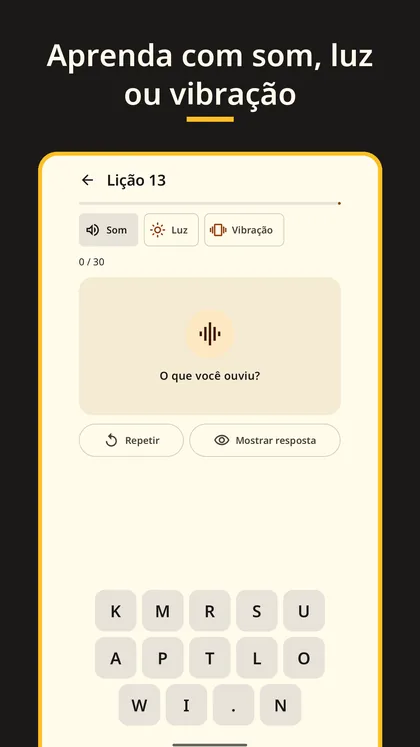 Aprenda com som, luz
ou vibração
Lição 13
Som
Luz
Vibração
0 / 30
O que você ouviu?
Repetir
Mostrar resposta
K M R S U
A P T L O
W I . N